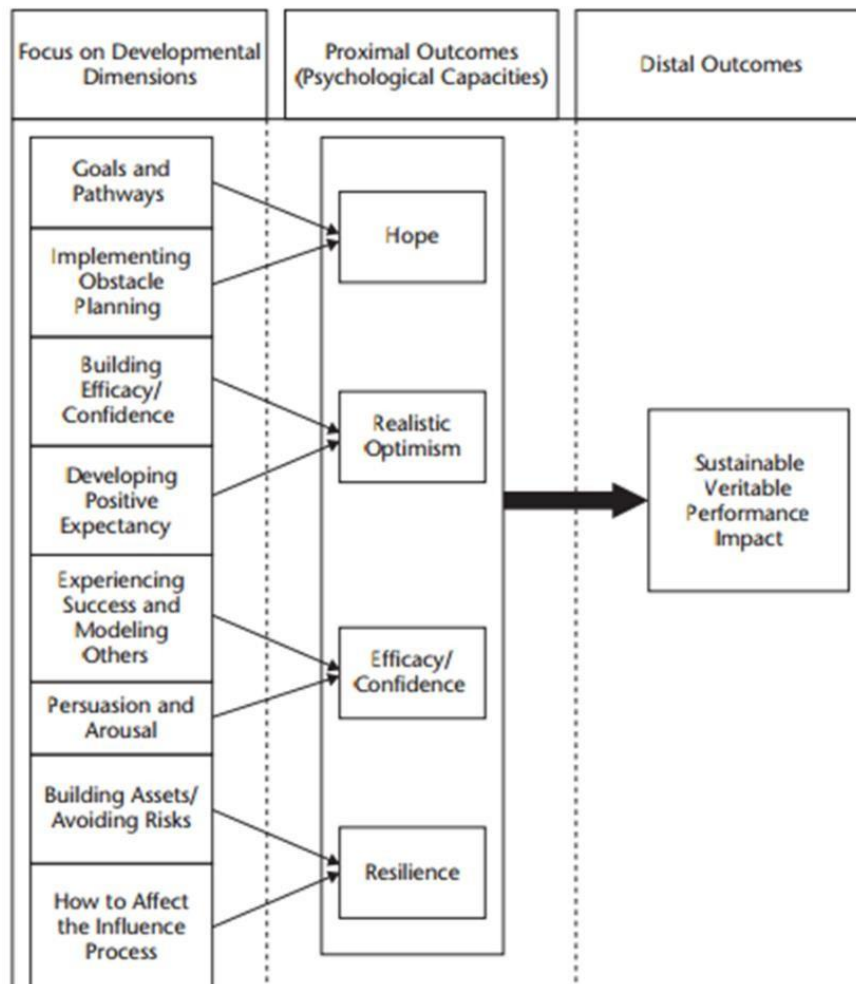 Focus on Developmental
Dimensions
Proximal Outcomes
(Psychological Capacities)
Distal Outcomes
Goals and
Pathways
Implementing
Obstacle
Planning
Building
Efficacy/
Confidence
Developing
Positive
Expectancy
Experiencing
Success and
Modeling
Others
Persuasion and
Arousal
Building Assets/
Avoiding Risks
How to Affect
the Influence
Process
Hope
Realistic
Optimism
Efficacy/
Confidence
Resilience
Sustainable
Veritable
Performance
Impact